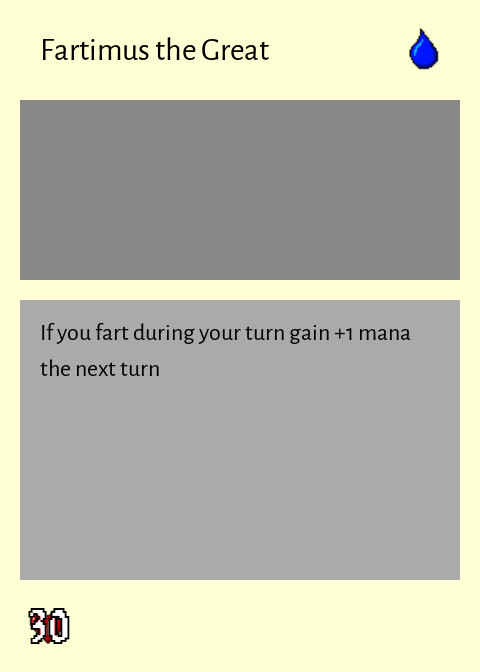 Fartimus the Great
If you fart during your turn gain +1 mana
the next turn
30